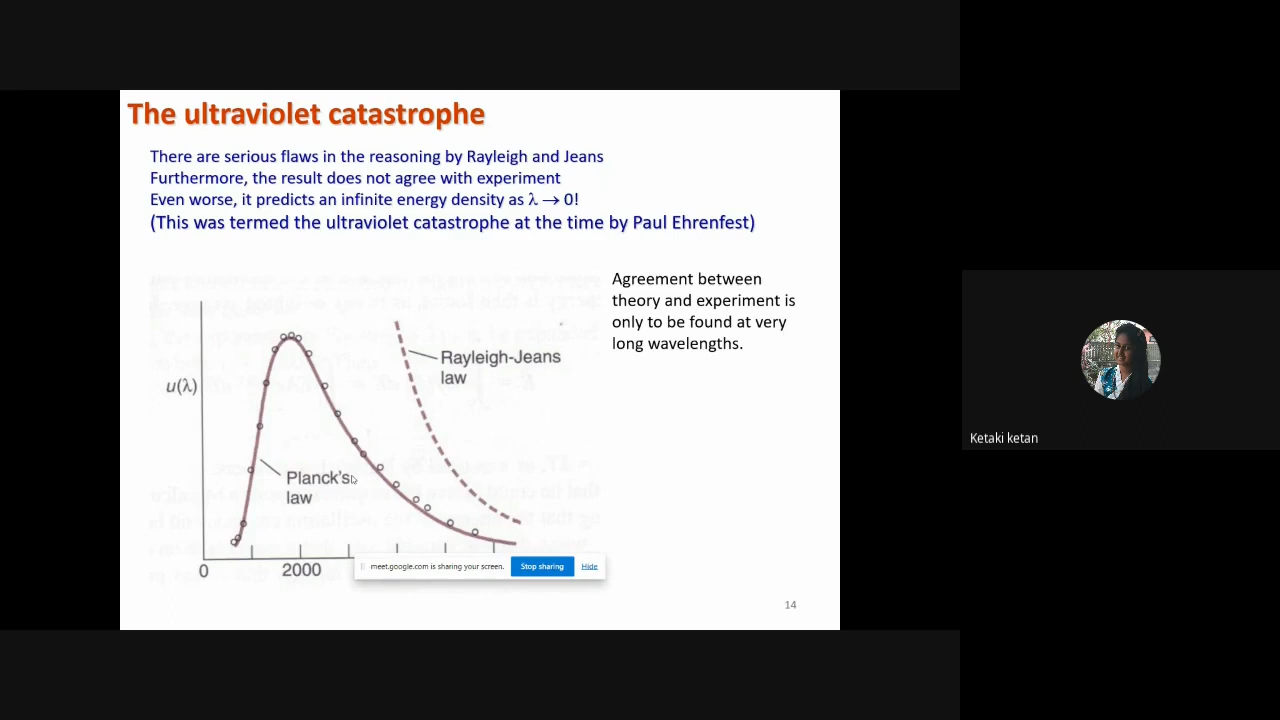 The ultraviolet catastrophe
There are serious flaws in the reasoning by Rayleigh and Jeans
Furthermore, the result does not agree with experiment
Even worse, it predicts an infinite energy density as λ → 0!
(This was termed the ultraviolet catastrophe at the time by Paul Ehrenfest)
Agreement between
theory and experiment is
only to be found at very
long wavelengths.
Rayleigh-Jeans
law
u(λ)
Planck's
law
0
2000
meet.google.com is sharing your screen.
Stop sharing
Hide
14
Ketaki ketan